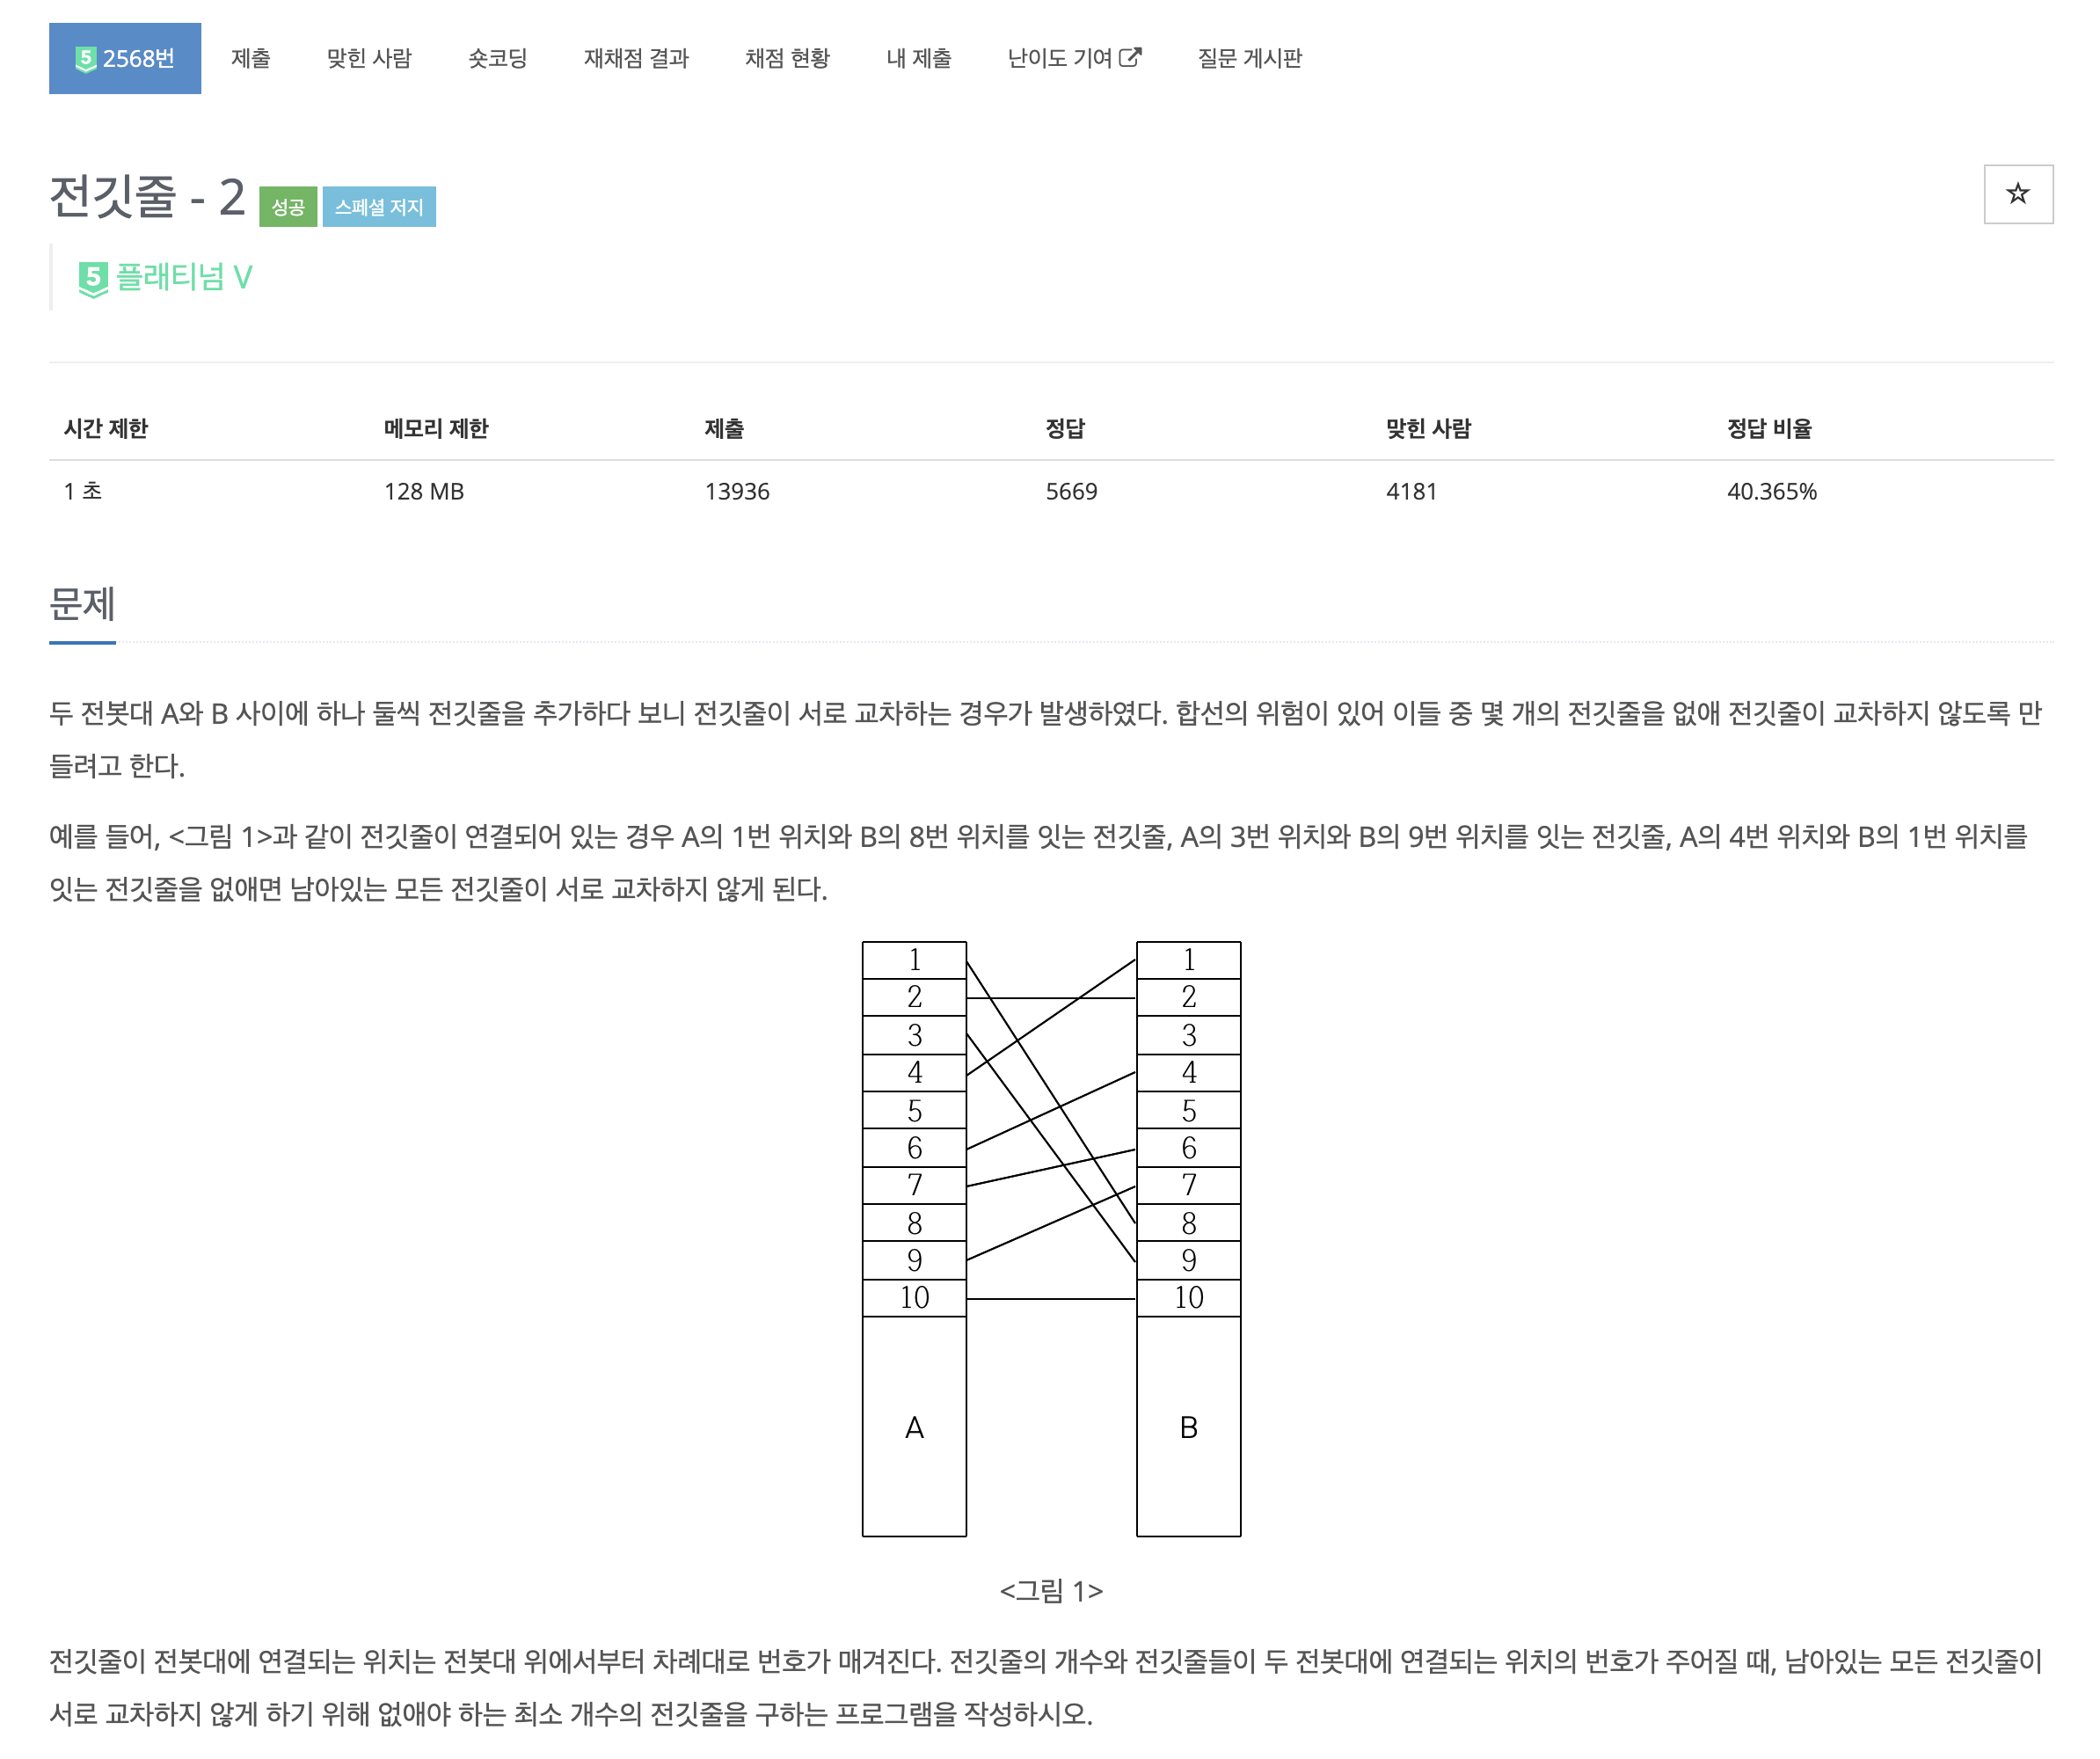 5 2568번 제출 맞힌 사람 숏코딩 재채점 결과 채점 현황 내 제출 난이도 기여 질문 게시판
전깃줄 - 2 성공 스페셜 저지
5 플래티넘 V
시간 제한 메모리 제한 제출 정답 맞힌 사람 정답 비율
1 초 128 MB 13936 5669 4181 40.365%
문제
두 전봇대 A와 B 사이에 하나 둘씩 전깃줄을 추가하다 보니 전깃줄이 서로 교차하는 경우가 발생하였다. 합선의 위험이 있어 이들 중 몇 개의 전깃줄을 없애 전깃줄이 교차하지 않도록 만
들려고 한다.
예를 들어, <그림 1>과 같이 전깃줄이 연결되어 있는 경우 A의 1번 위치와 B의 8번 위치를 잇는 전깃줄, A의 3번 위치와 B의 9번 위치를 잇는 전깃줄, A의 4번 위치와 B의 1번 위치를
잇는 전깃줄을 없애면 남아있는 모든 전깃줄이 서로 교차하지 않게 된다.
1 1
2 2
3 3
4 4
5 5
6 6
7 7
8 8
9 9
10 10
A B
<그림 1>
전깃줄이 전봇대에 연결되는 위치는 전봇대 위에서부터 차례대로 번호가 매겨진다. 전깃줄의 개수와 전깃줄들이 두 전봇대에 연결되는 위치의 번호가 주어질 때, 남아있는 모든 전깃줄이
서로 교차하지 않게 하기 위해 없애야 하는 최소 개수의 전깃줄을 구하는 프로그램을 작성하시오.